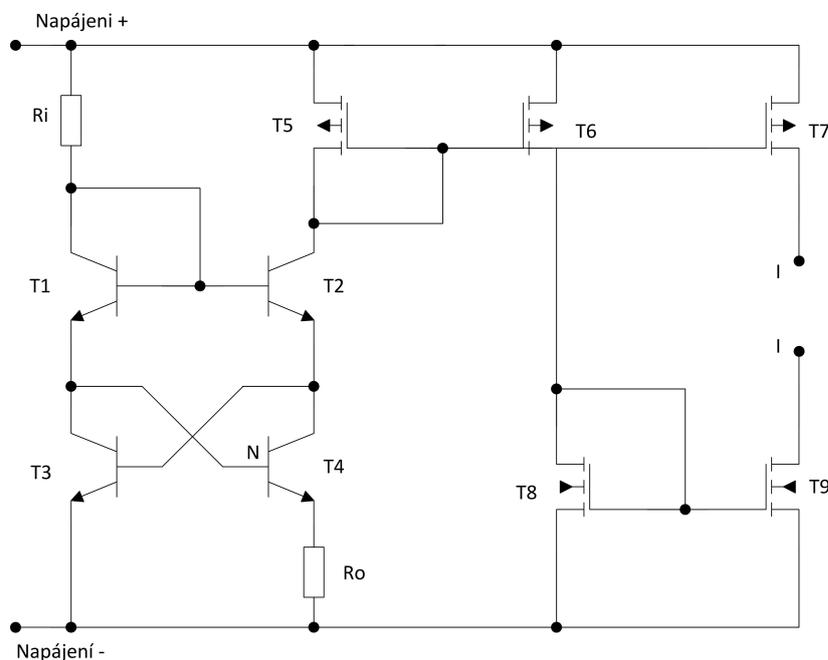 Napájeni +
Ri
T5
T6
T7
I
T1
T2
I
N
T3
T4
T8
T9
Ro
Napájení -